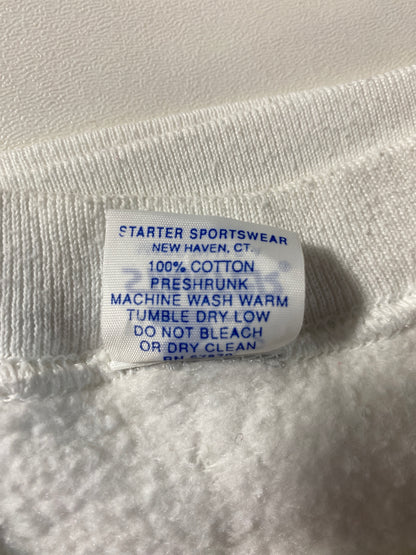 STARTER SPORTSWEAR
NEW HAVEN, CT.
100% COTTON
PRESHRUNK
MACHINE WASH WARM
TUMBLE DRY LOW
DO NOT BLEACH
OR DRY CLEAN
RN